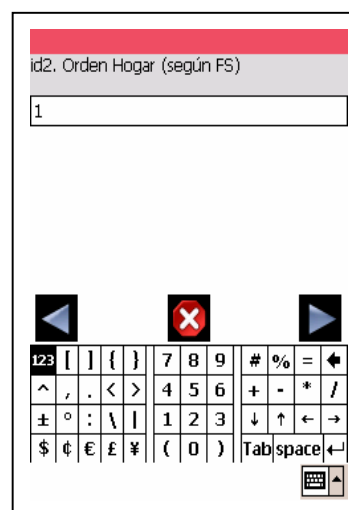 id2. Orden Hogar (según FS)
1
123 [ ] { } 7 8 9 # % = 🡸
^ , . < > 4 5 6 + - * /
± ° : \ | 1 2 3 ↓ ↑ ← →
$ ¢ € £ ¥ ( 0 ) Tab space ↵